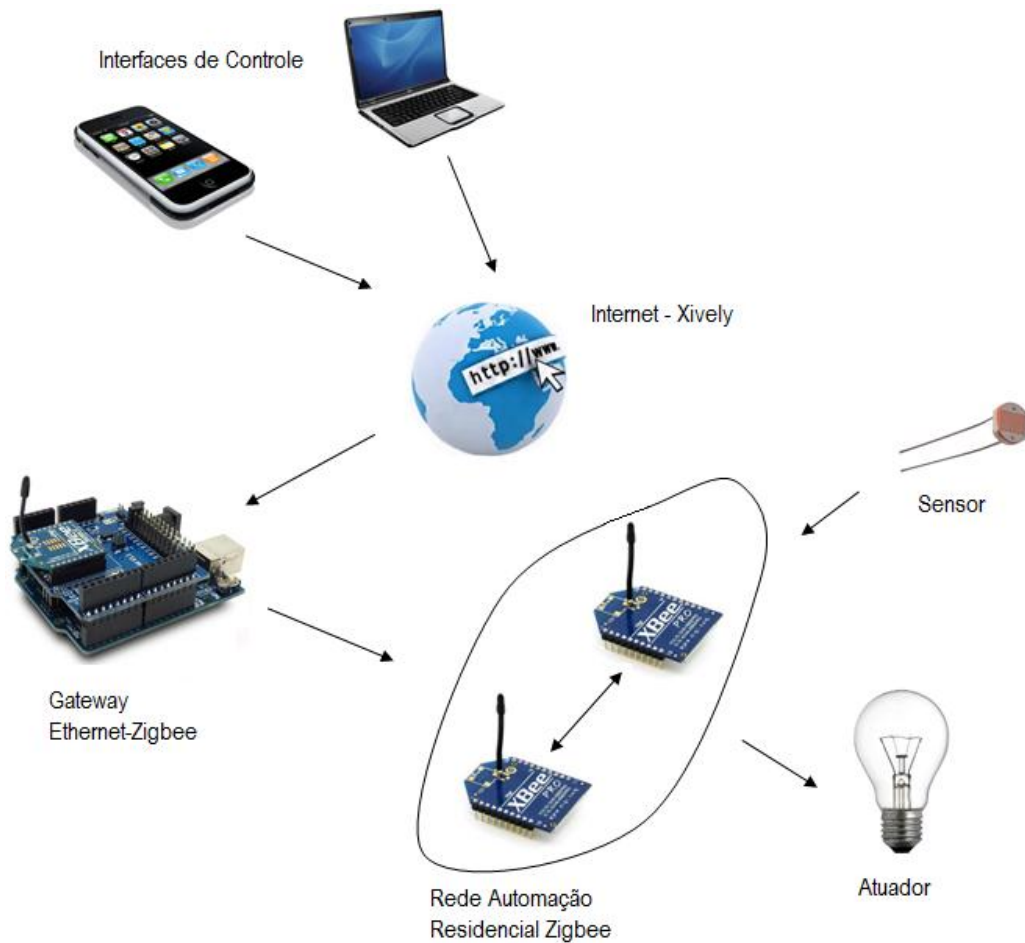 Interfaces de Controle
Internet - Xively
http://www.
Sensor
XBee
Gateway
Ethernet-Zigbee
XBee
PRO
XBee
PRO
Atuador
Rede Automação
Residencial Zigbee